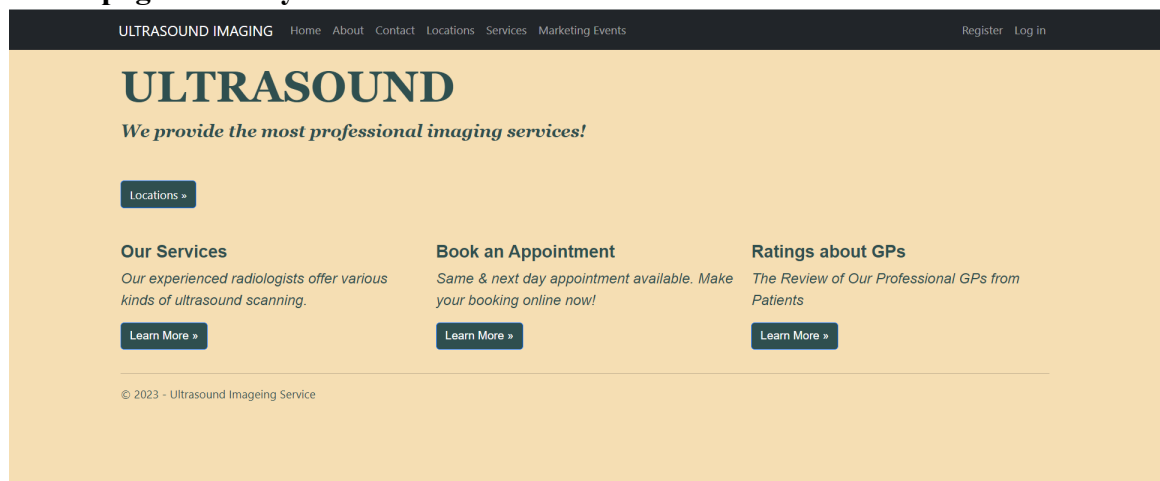 ULTRASOUND IMAGING Home About Contact Locations Services Marketing Events Register Log in
ULTRASOUND
We provide the most professional imaging services!
Locations »
Our Services
Our experienced radiologists offer various
kinds of ultrasound scanning.
Learn More »
Book an Appointment
Same & next day appointment available. Make
your booking online now!
Learn More »
Ratings about GPs
The Review of Our Professional GPs from
Patients
Learn More »
© 2023 - Ultrasound Imageing Service